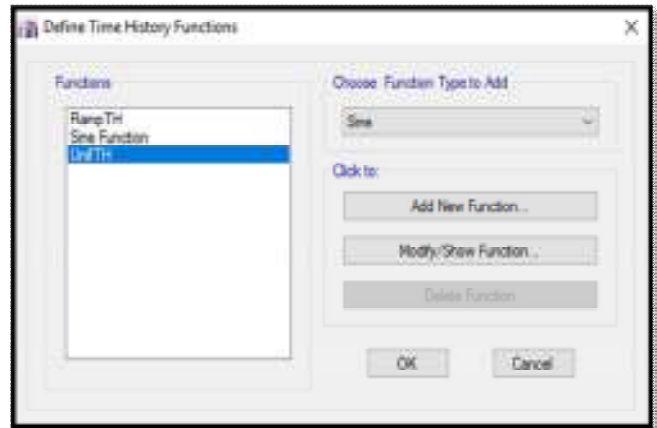 Define Time History Functions
Functions
RampTH
Sine Function
UnifTH
Choose Function Type to Add
Sine
Click to:
Add New Function...
Modify/Show Function...
Delete Function
OK
Cancel